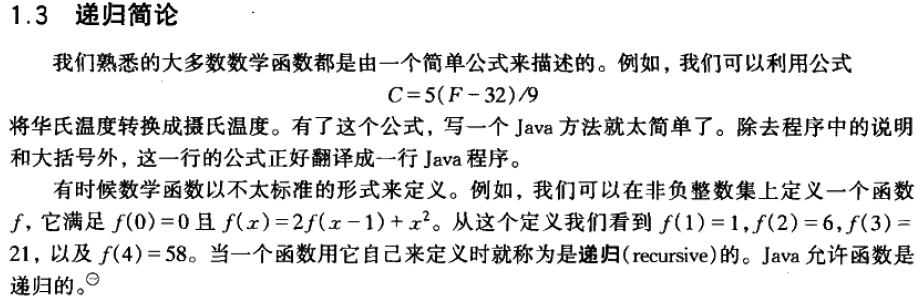 1.3 递归简论
我们熟悉的大多数数学函数都是由一个简单公式来描述的。例如，我们可以利用公式
C=5(F-32)/9
将华氏温度转换成摄氏温度。有了这个公式，写一个 Java 方法就太简单了。除去程序中的说明
和大括号外，这一行的公式正好翻译成一行 Java 程序。
有时候数学函数以不太标准的形式来定义。例如，我们可以在非负整数集上定义一个函数
f，它满足 f(0)=0 且 f(x)=2f(x-1)+x²。从这个定义我们看到 f(1)=1,f(2)=6,f(3)=
21，以及 f(4)=58。当一个函数用它自己来定义时就称为是递归(recursive)的。Java 允许函数是
递归的。㊀